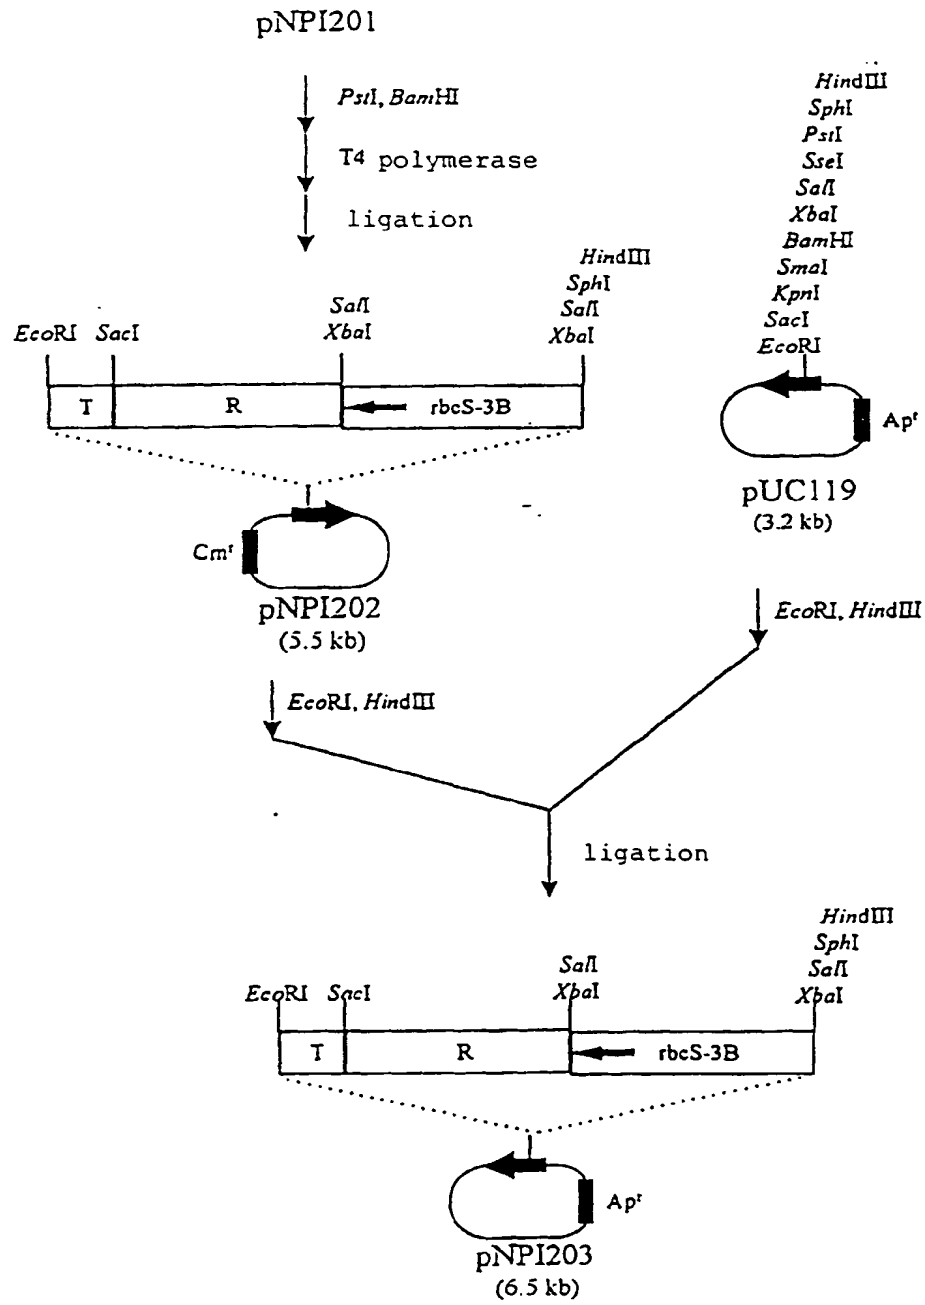 pNPI201
PstI, BamHI
T4 polymerase
ligation
HindIII
SphI
PstI
SseI
SalI
XbaI
BamHI
SmaI
KpnI
SacI
EcoRI
HindIII
SphI
SalI
XbaI
SalI
XbaI
EcoRI SacI
T R rbcS-3B
Apʳ
pUC119
(3.2 kb)
Cmʳ
pNPI202
(5.5 kb)
EcoRI, HindIII
EcoRI, HindIII
ligation
HindIII
SphI
SalI
XbaI
SalI
XbaI
EcoRI SacI
T R rbcS-3B
Apʳ
pNPI203
(6.5 kb)